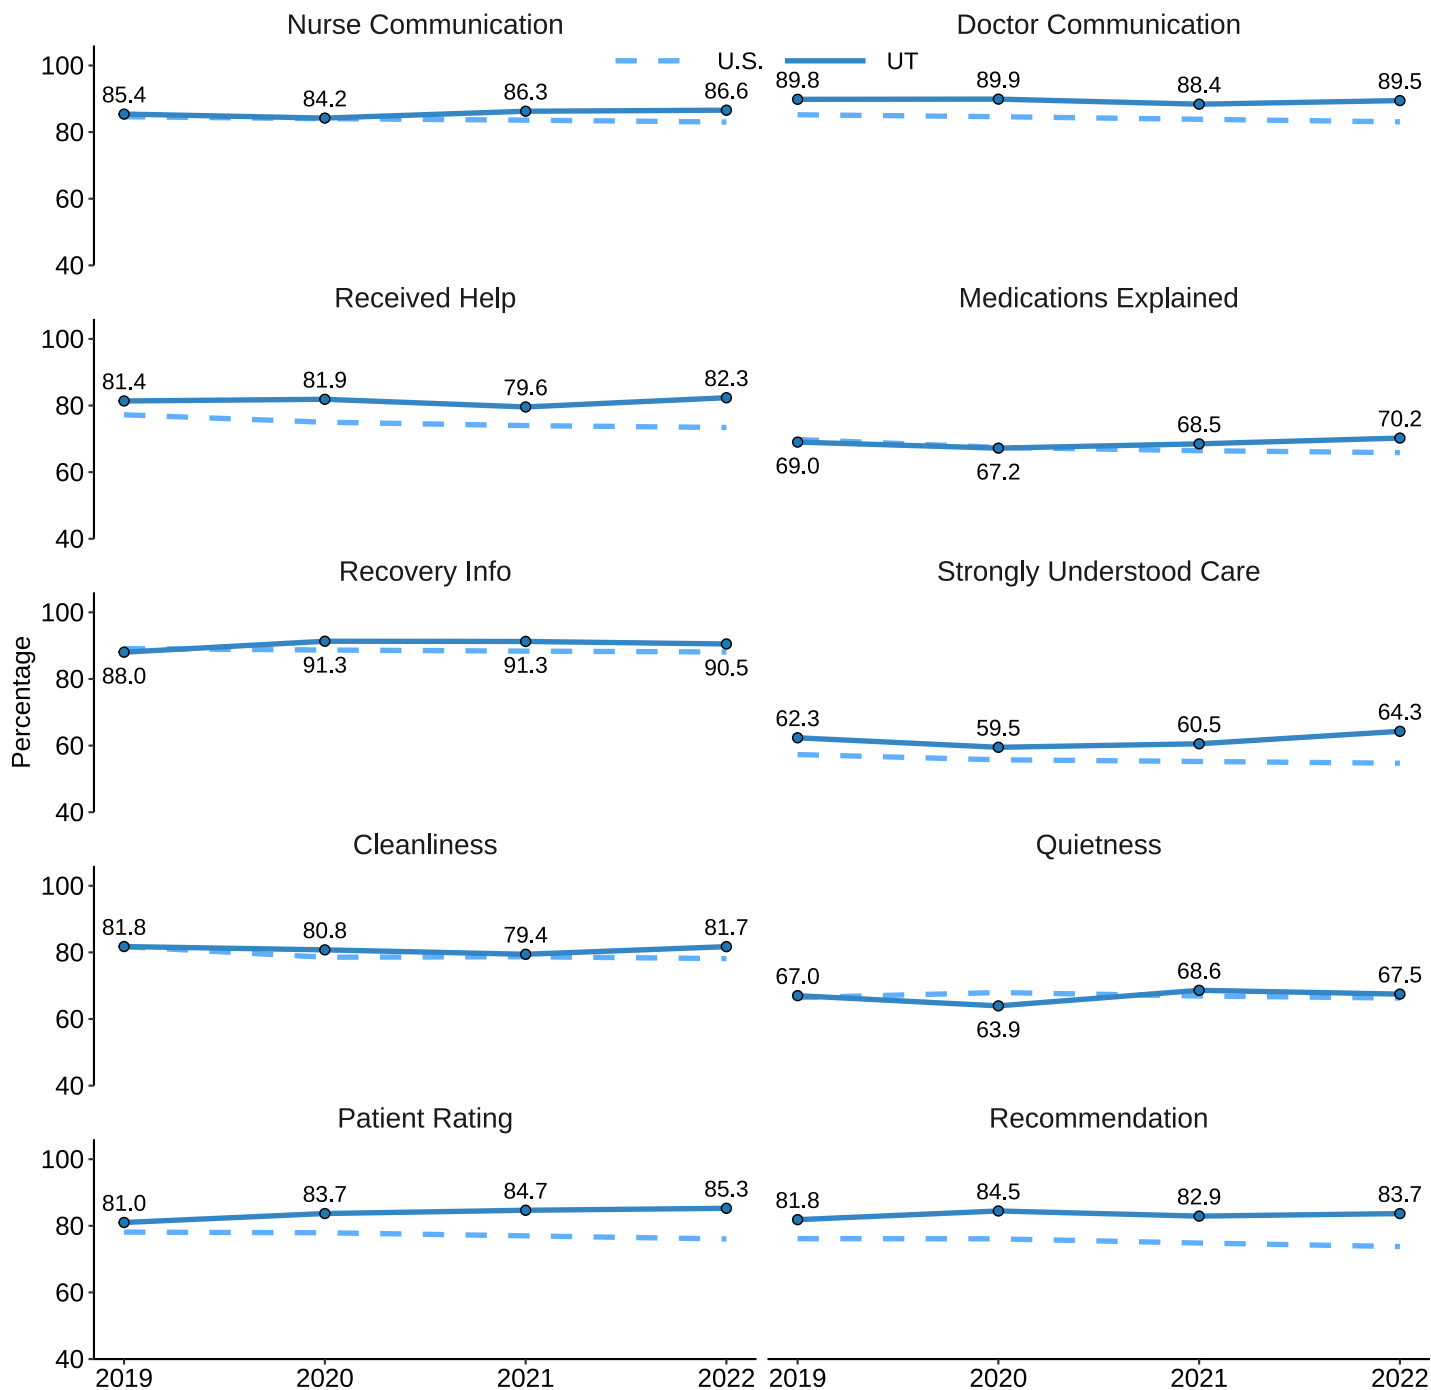 Nurse Communication
Doctor Communication
U.S. UT
100
80
60
40
85.4 84.2 86.3 86.6
89.8 89.9 88.4 89.5
Received Help
Medications Explained
100
80
60
40
81.4 81.9 79.6 82.3
69.0 67.2 68.5 70.2
Recovery Info
Strongly Understood Care
Percentage
100
80
60
40
88.0 91.3 91.3 90.5
62.3 59.5 60.5 64.3
Cleanliness
Quietness
100
80
60
40
81.8 80.8 79.4 81.7
67.0 63.9 68.6 67.5
Patient Rating
Recommendation
100
80
60
40
81.0 83.7 84.7 85.3
81.8 84.5 82.9 83.7
2019 2020 2021 2022 2019 2020 2021 2022